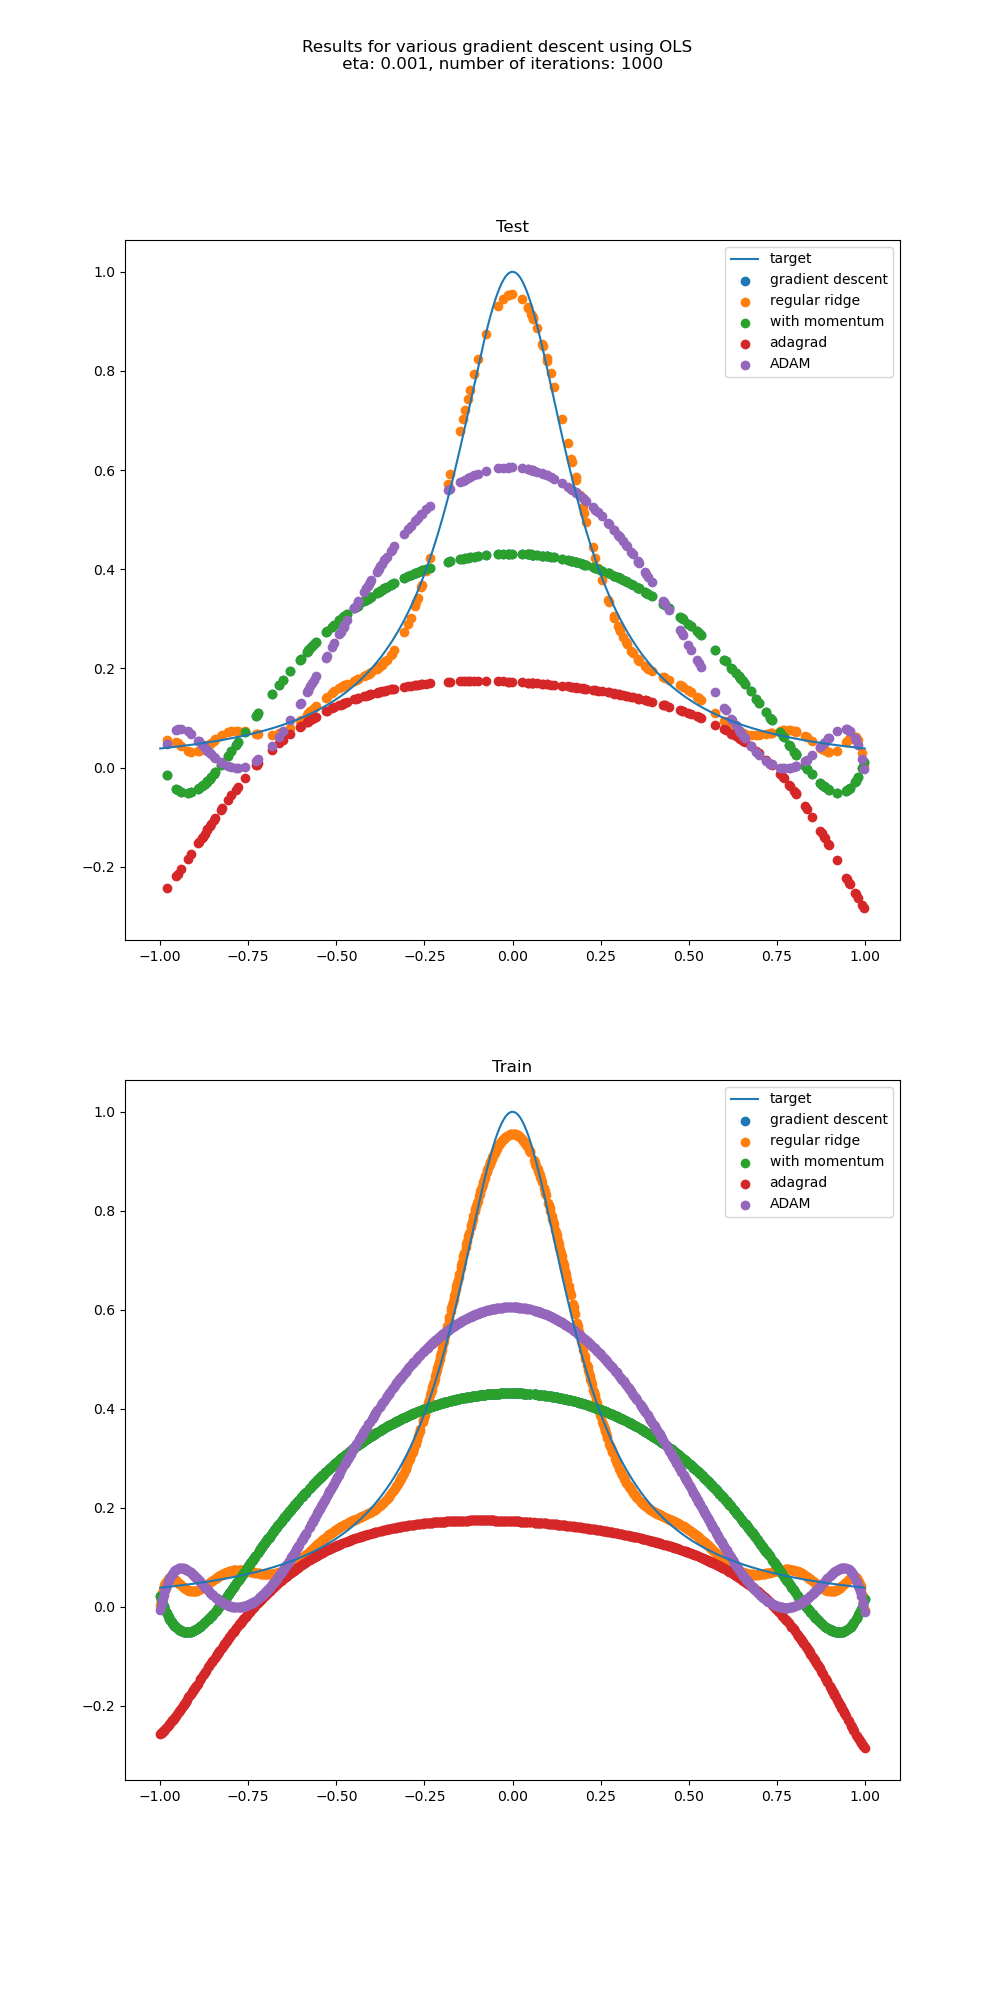 Results for various gradient descent using OLS
eta: 0.001, number of iterations: 1000
Test
target
gradient descent
regular ridge
with momentum
adagrad
ADAM
1.0
0.8
0.6
0.4
0.2
0.0
−0.2
−1.00 −0.75 −0.50 −0.25 0.00 0.25 0.50 0.75 1.00
Train
target
gradient descent
regular ridge
with momentum
adagrad
ADAM
1.0
0.8
0.6
0.4
0.2
0.0
−0.2
−1.00 −0.75 −0.50 −0.25 0.00 0.25 0.50 0.75 1.00